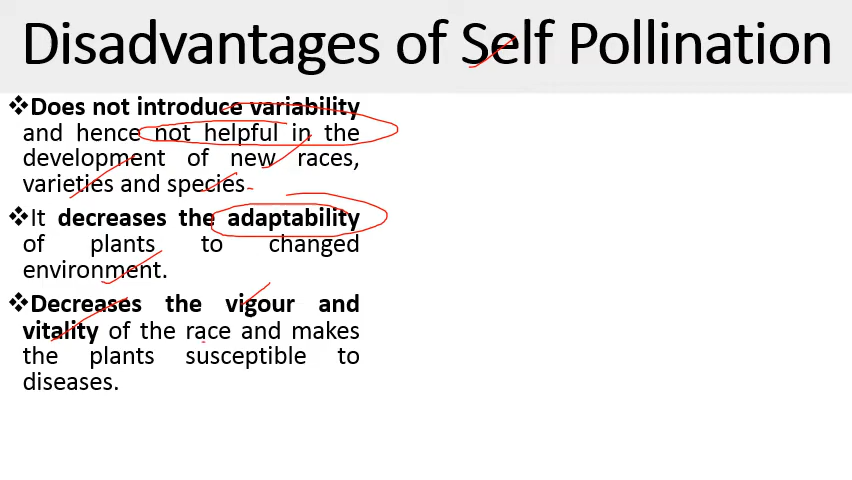 Disadvantages of Self Pollination
❖Does not introduce variability
and hence not helpful in the
development of new races,
varieties and species.
❖It decreases the adaptability
of plants to changed
environment.
❖Decreases the vigour and
vitality of the race and makes
the plants susceptible to
diseases.